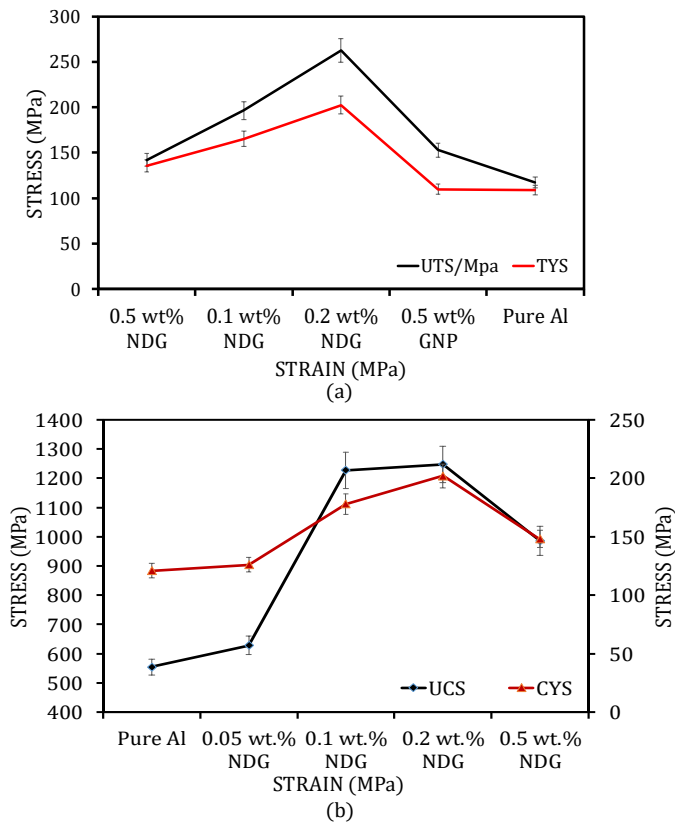 300
250
200
150
100
50
0
STRESS (MPa)
UTS/Mpa TYS
0.5 wt% 0.1 wt% 0.2 wt% 0.5 wt% Pure Al
NDG NDG NDG GNP
STRAIN (MPa)
(a)
1400 250
1300
1200 200
1100
1000 150
900
800 100
700
600 50
500
400 0
STRESS (MPa)
STRESS (MPa)
UCS CYS
Pure Al 0.05 wt.% 0.1 wt.% 0.2 wt.% 0.5 wt.%
NDG NDG NDG NDG
STRAIN (MPa)
(b)